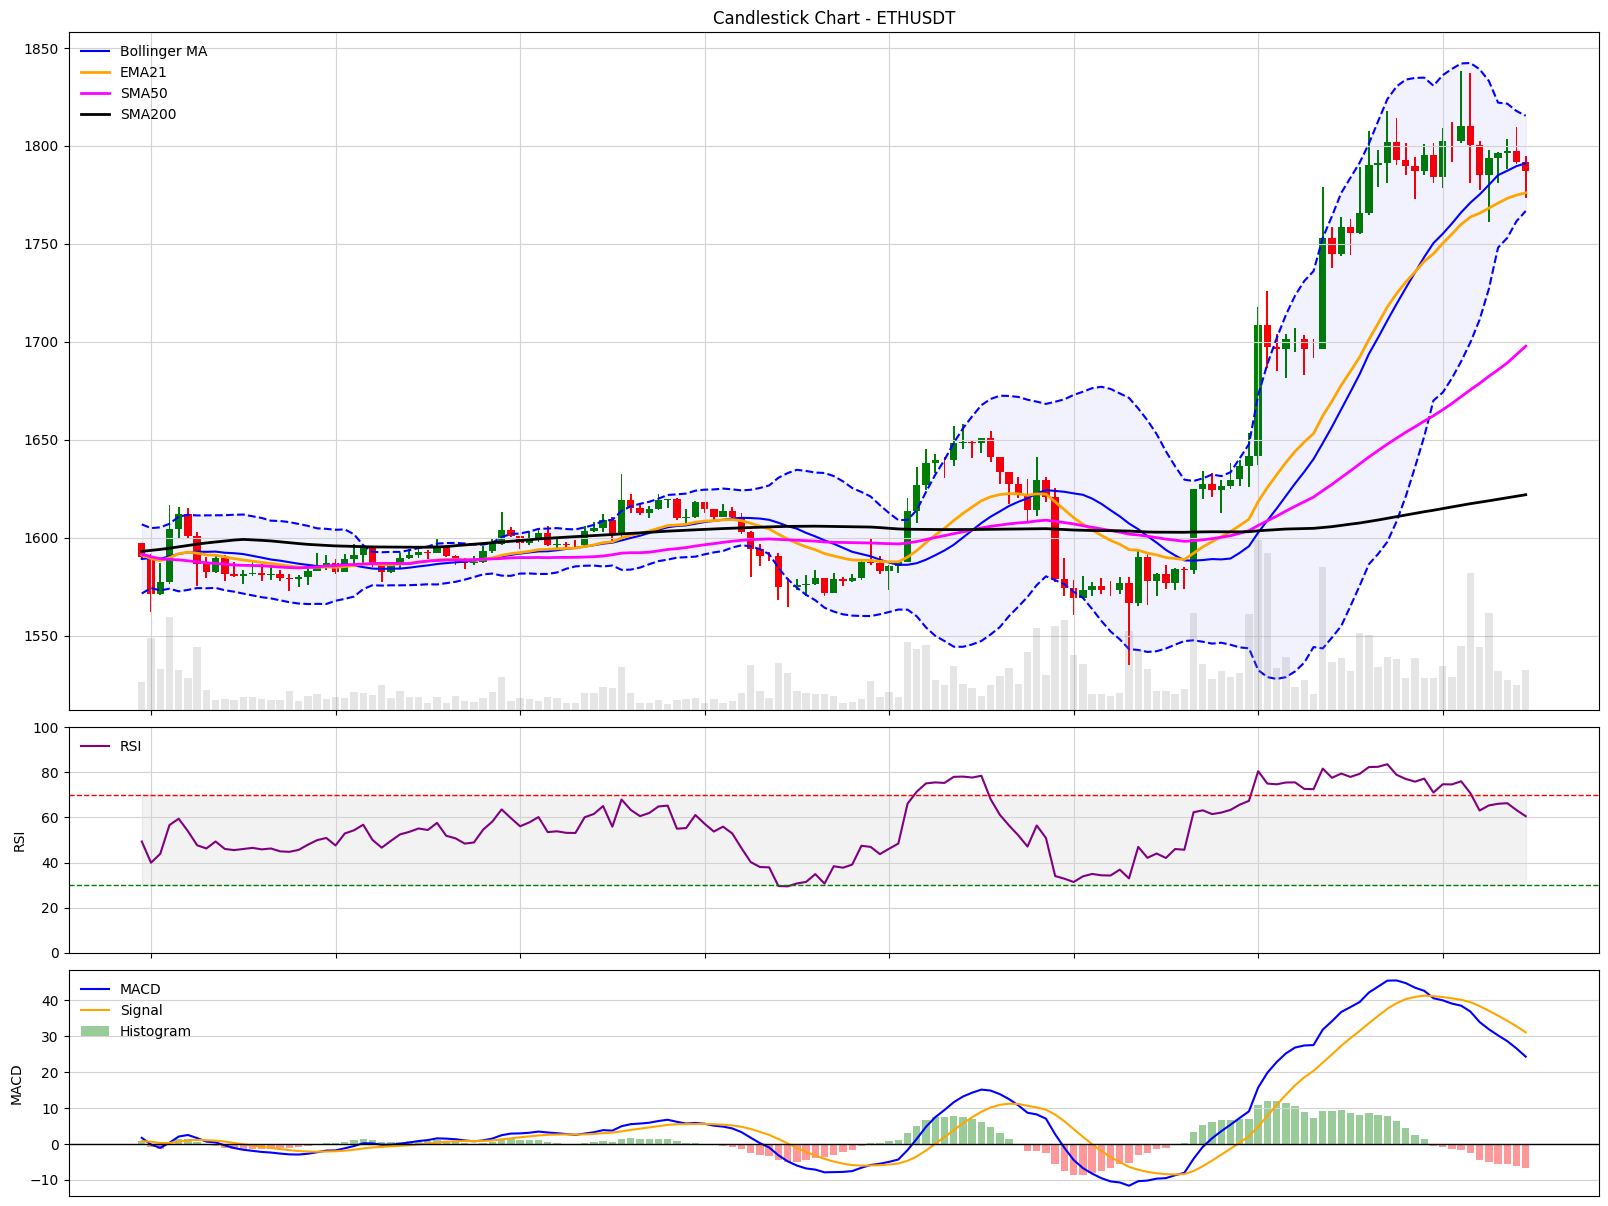 Candlestick Chart - ETHUSDT
Bollinger MA
EMA21
SMA50
SMA200
1850
1800
1750
1700
1650
1600
1550
RSI
100
80
60
40
20
0
RSI
MACD
Signal
Histogram
40
30
20
10
0
−10
MACD